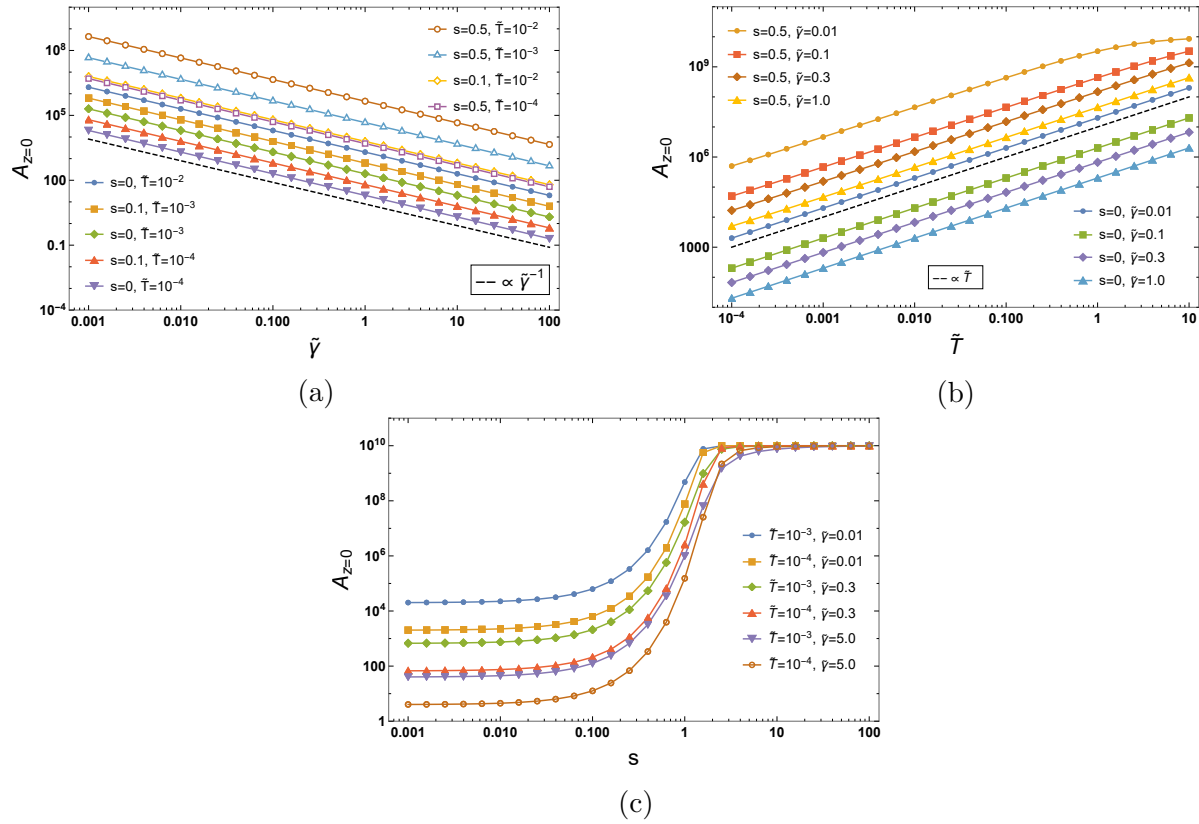 10⁸
10⁵
100
0.1
10⁻⁴
A_{z=0}
s=0.5, T̃=10⁻²
s=0.5, T̃=10⁻³
s=0.1, T̃=10⁻²
s=0.5, T̃=10⁻⁴
s=0, T̃=10⁻²
s=0.1, T̃=10⁻³
s=0, T̃=10⁻³
s=0.1, T̃=10⁻⁴
s=0, T̃=10⁻⁴
-- ∝ γ̃⁻¹
0.001 0.010 0.100 1 10 100
γ̃
(a)
10⁹
10⁶
1000
A_{z=0}
s=0.5, γ̃=0.01
s=0.5, γ̃=0.1
s=0.5, γ̃=0.3
s=0.5, γ̃=1.0
-- ∝ T̃
s=0, γ̃=0.01
s=0, γ̃=0.1
s=0, γ̃=0.3
s=0, γ̃=1.0
10⁻⁴ 0.001 0.010 0.100 1 10
T̃
(b)
10¹⁰
10⁸
10⁶
10⁴
100
1
A_{z=0}
T̃=10⁻³, γ̃=0.01
T̃=10⁻⁴, γ̃=0.01
T̃=10⁻³, γ̃=0.3
T̃=10⁻⁴, γ̃=0.3
T̃=10⁻³, γ̃=5.0
T̃=10⁻⁴, γ̃=5.0
0.001 0.010 0.100 1 10 100
s
(c)